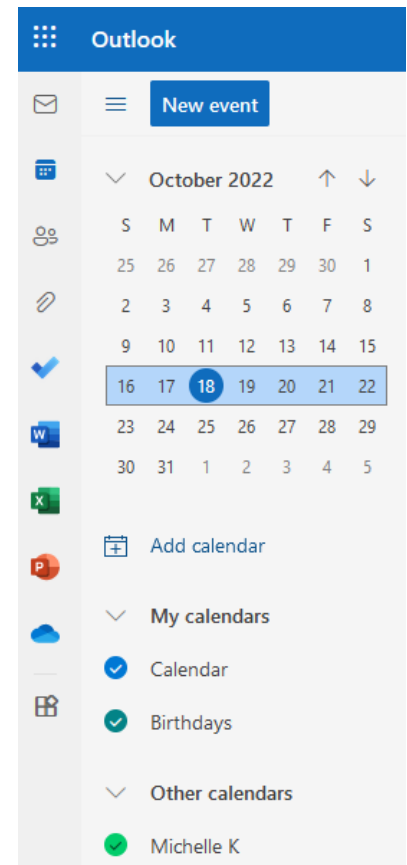 Outlook
New event
October 2022
S M T W T F S
25 26 27 28 29 30 1
2 3 4 5 6 7 8
9 10 11 12 13 14 15
16 17 18 19 20 21 22
23 24 25 26 27 28 29
30 31 1 2 3 4 5
Add calendar
My calendars
Calendar
Birthdays
Other calendars
Michelle K
W
X
P